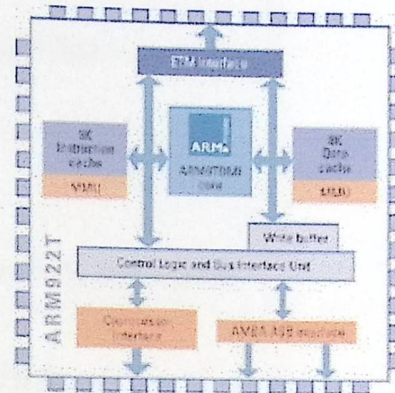 ETM Interface
8K
Instruction
cache
MMU
ARM
ARM9TDMI
core
8K
Data
cache
MMU
Write buffer
Control Logic and Bus Interface Unit
Coprocessor
Interface
AMBA ASB Interface
ARM922T